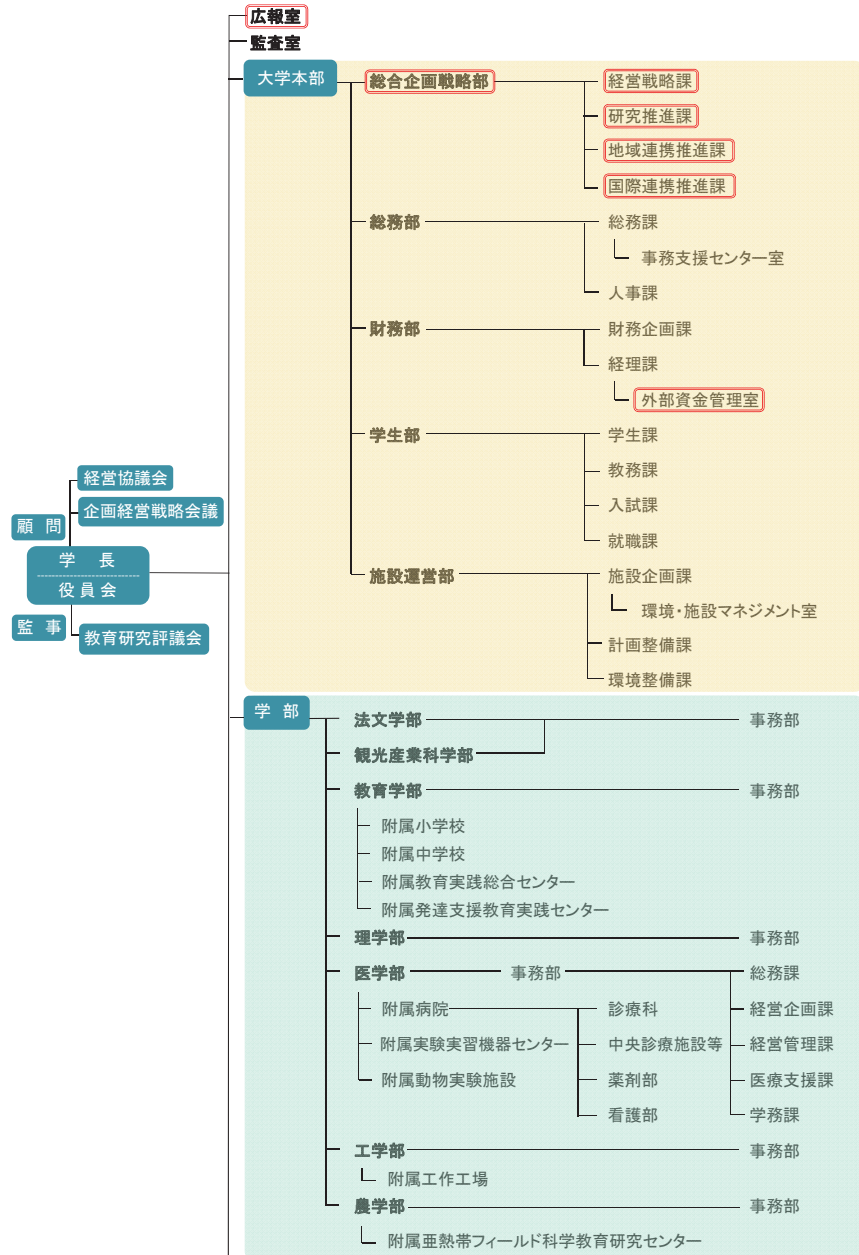 広報室
監査室
大学本部
総合企画戦略部
経営戦略課
研究推進課
地域連携推進課
国際連携推進課
総務部
総務課
事務支援センター室
人事課
財務部
財務企画課
経理課
外部資金管理室
学生部
学生課
教務課
入試課
就職課
施設運営部
施設企画課
環境・施設マネジメント室
計画整備課
環境整備課
経営協議会
企画経営戦略会議
顧 問
学 長
役員会
監 事
教育研究評議会
学 部
法文学部 事務部
観光産業科学部
教育学部 事務部
附属小学校
附属中学校
附属教育実践総合センター
附属発達支援教育実践センター
理学部 事務部
医学部 事務部 総務課
附属病院 診療科 経営企画課
附属実験実習機器センター 中央診療施設等 経営管理課
附属動物実験施設 薬剤部 医療支援課
看護部 学務課
工学部 事務部
附属工作工場
農学部 事務部
附属亜熱帯フィールド科学教育研究センター